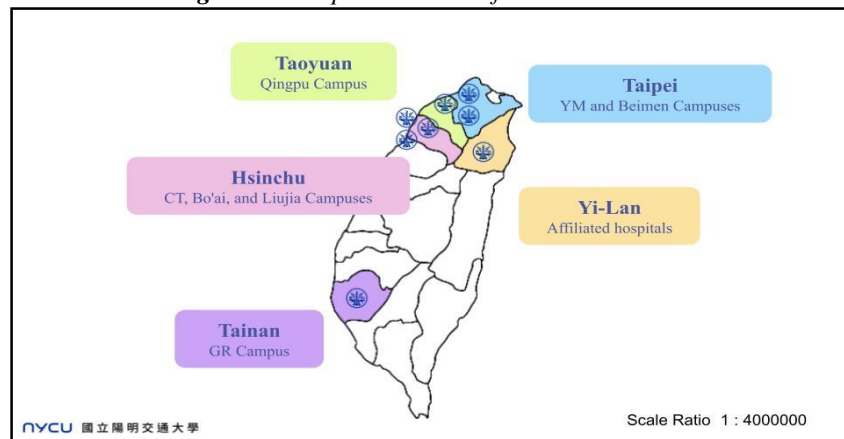 Taoyuan
Qingpu Campus
Taipei
YM and Beimen Campuses
Hsinchu
CT, Bo'ai, and Liujia Campuses
Yi-Lan
Affiliated hospitals
Tainan
GR Campus
NYCU 國立陽明交通大學
Scale Ratio 1 : 4000000